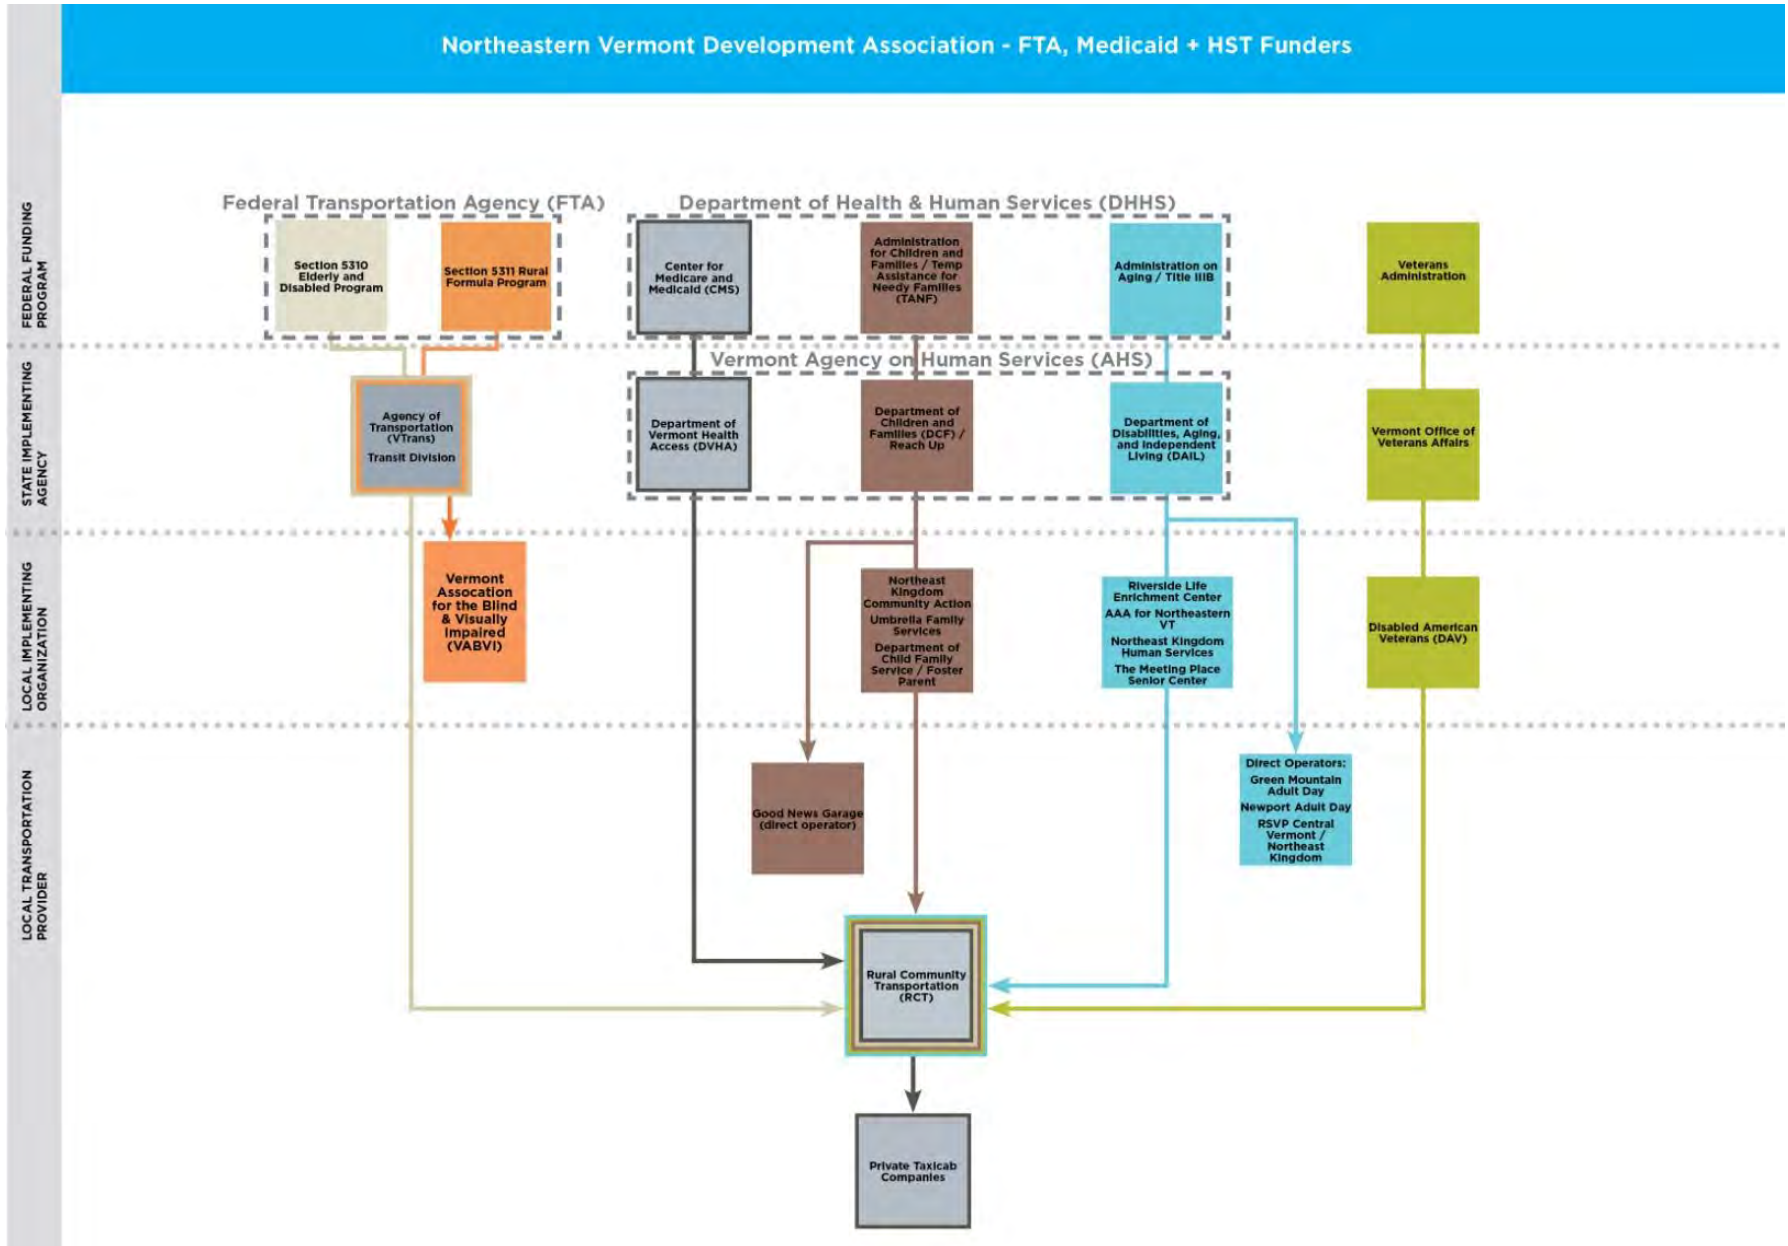 Northeastern Vermont Development Association - FTA, Medicaid + HST Funders
FEDERAL FUNDING
PROGRAM
Federal Transportation Agency (FTA)
Department of Health & Human Services (DHHS)
Section 5310
Elderly and
Disabled Program
Section 5311 Rural
Formula Program
Center for
Medicare and
Medicaid (CMS)
Administration
for Children and
Families / Temp
Assistance for
Needy Families
(TANF)
Administration on
Aging / Title IIIB
Veterans
Administration
STATE IMPLEMENTING
AGENCY
Vermont Agency on Human Services (AHS)
Agency of
Transportation
(VTrans)
Transit Division
Department of
Vermont Health
Access (DVHA)
Department of
Children and
Families (DCF) /
Reach Up
Department of
Disabilities, Aging,
and Independent
Living (DAIL)
Vermont Office of
Veterans Affairs
LOCAL IMPLEMENTING
ORGANIZATION
Vermont
Assocation
for the Blind
& Visually
Impaired
(VABVI)
Northeast
Kingdom
Community Action
Umbrella Family
Services
Department of
Child Family
Service / Foster
Parent
Riverside Life
Enrichment Center
AAA for Northeastern
VT
Northeast Kingdom
Human Services
The Meeting Place
Senior Center
Disabled American
Veterans (DAV)
LOCAL TRANSPORTATION
PROVIDER
Good News Garage
(direct operator)
Direct Operators:
Green Mountain
Adult Day
Newport Adult Day
RSVP Central
Vermont /
Northeast
Kingdom
Rural Community
Transportation
(RCT)
Private Taxicab
Companies